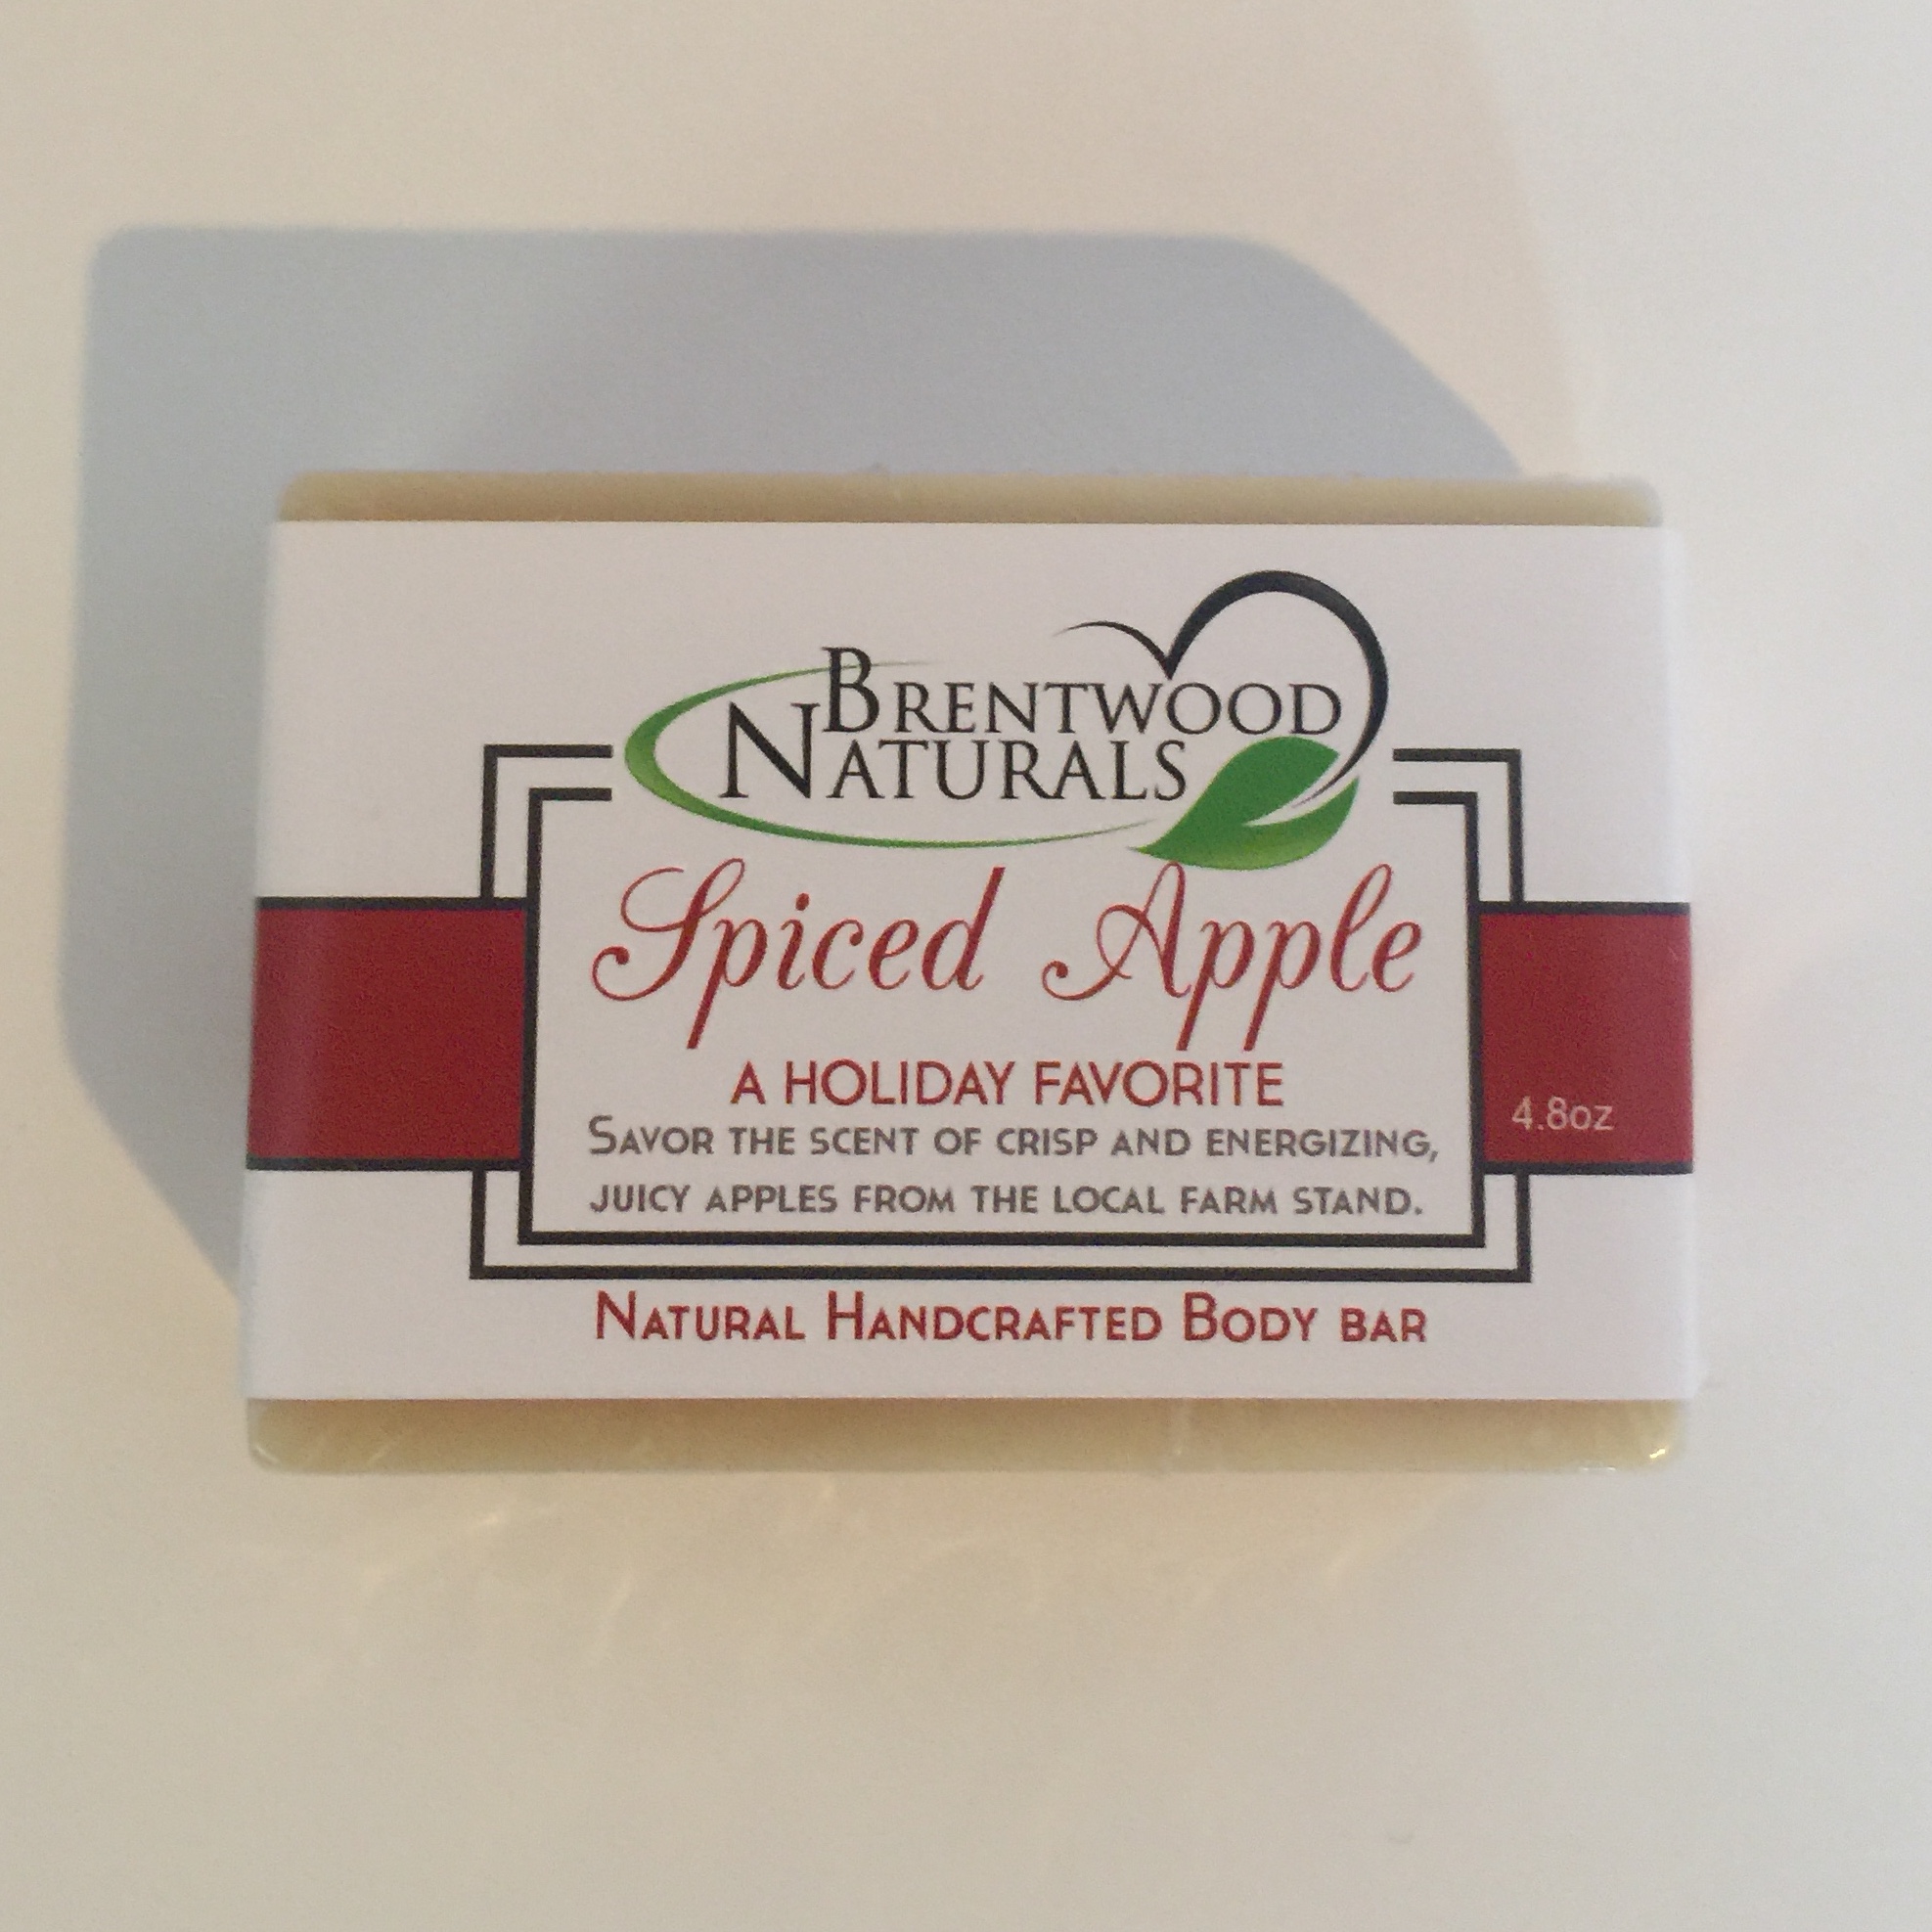 Brentwood
Naturals
Spiced Apple
A HOLIDAY FAVORITE
Savor the scent of crisp and energizing,
juicy apples from the local farm stand.
4.8oz
Natural Handcrafted Body bar